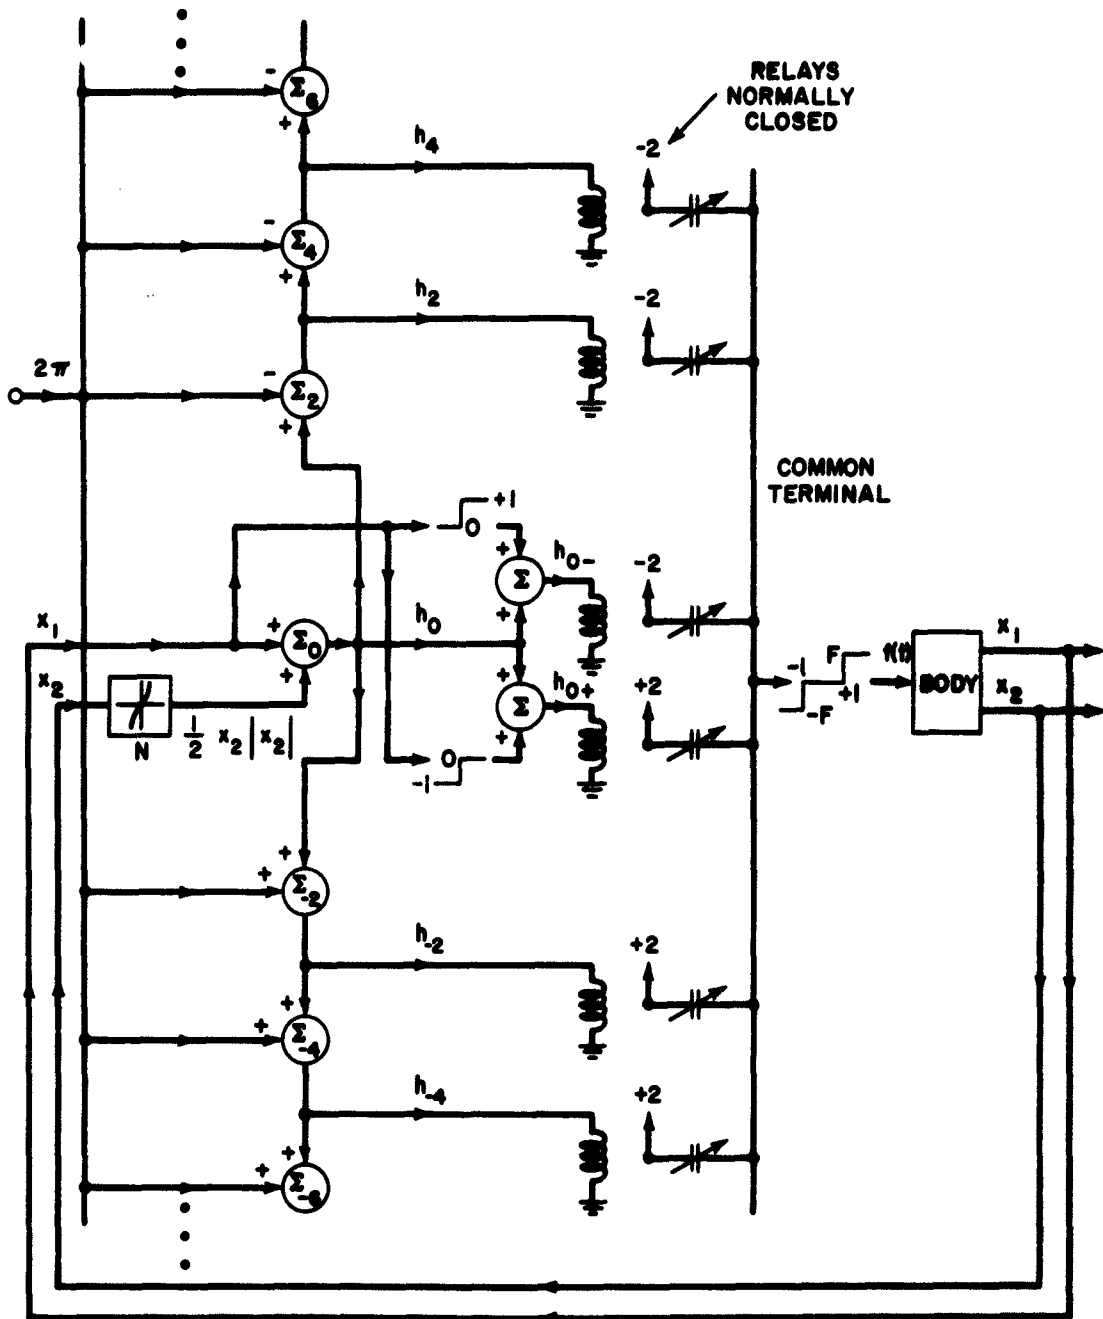 RELAYS
NORMALLY
CLOSED
-
Σ6
+
h4
-2
-
Σ4
+
h2
-2
2π
-
Σ2
+
COMMON
TERMINAL
+1
0
+
h0-
-2
Σ
+
x1
+
Σ0
h0
+
x2
N
1/2 x2|x2|
+
h0+
+2
Σ
+
0
-1
-1
F
+1
-F
f(t)
BODY
x1
x2
+
+
Σ-2
h-2
+2
+
+
Σ-4
h-4
+2
+
+
Σ-6